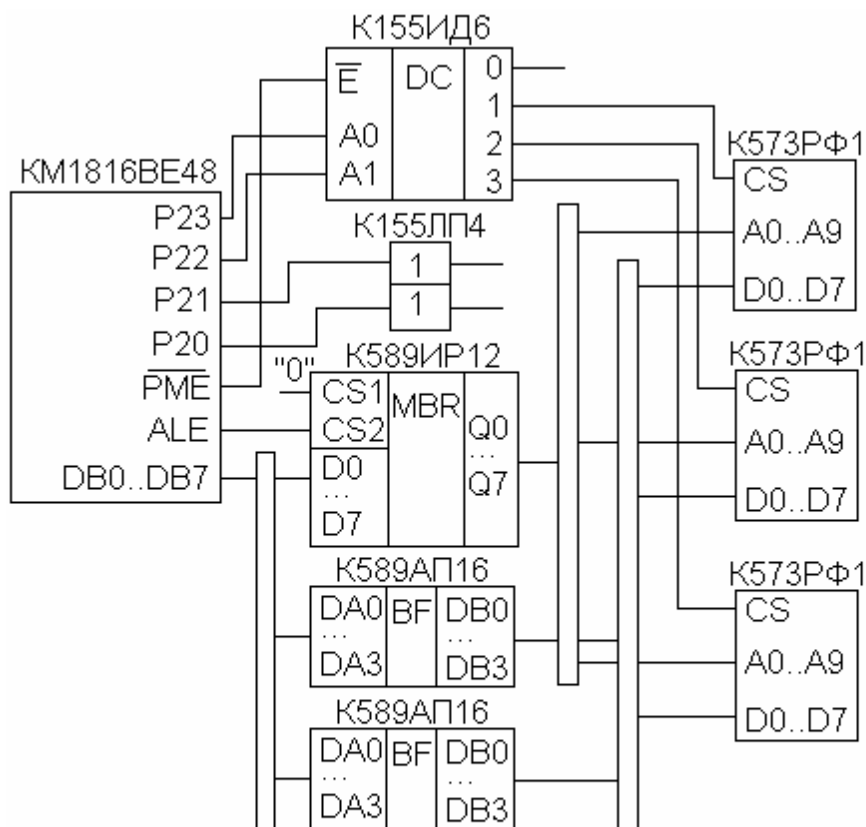 К155ИД6
E DC 0
A0 1
A1 2
3
КМ1816ВЕ48
P23
P22
P21
P20
PME
ALE
DB0..DB7
К155ЛП4
1
1
"0"
К589ИР12
CS1 MBR Q0
CS2 ...
D0 Q7
...
D7
К589АП16
DA0 BF DB0
... ...
DA3 DB3
К589АП16
DA0 BF DB0
... ...
DA3 DB3
К573РФ1
CS
A0..A9
D0..D7
К573РФ1
CS
A0..A9
D0..D7
К573РФ1
CS
A0..A9
D0..D7